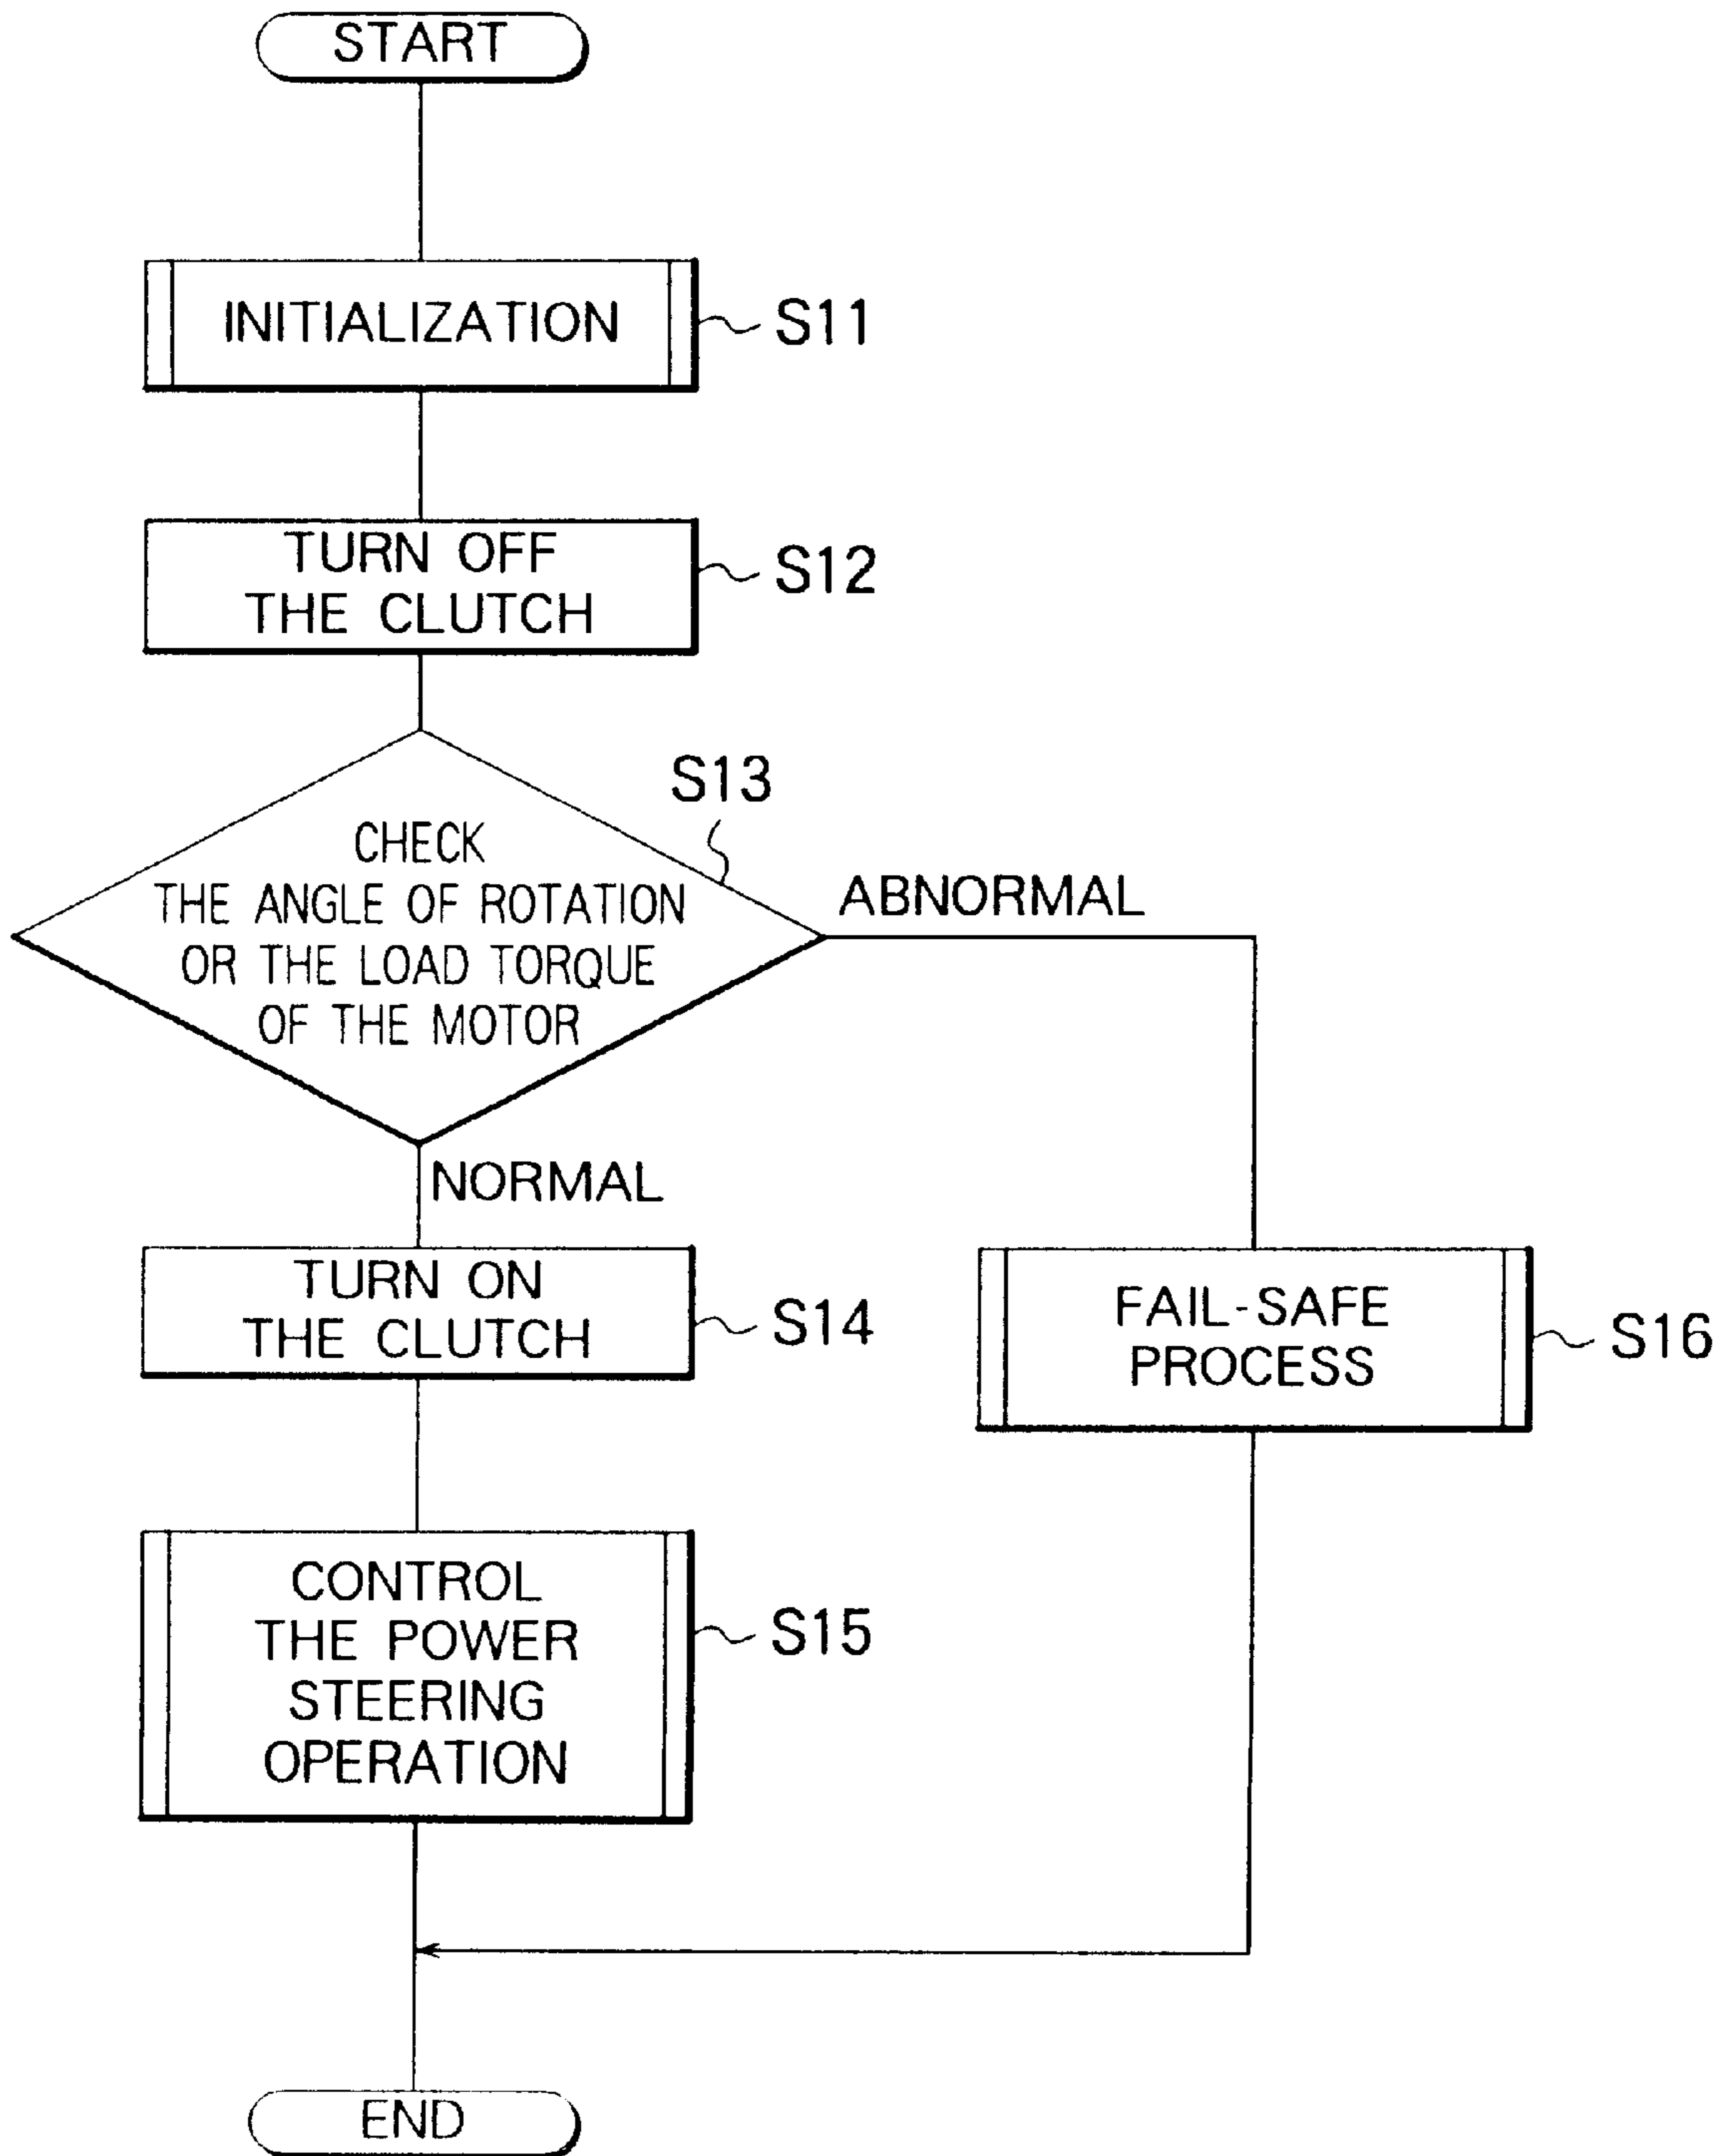 START
INITIALIZATION
S11
TURN OFF
THE CLUTCH
S12
S13
CHECK
THE ANGLE OF ROTATION
OR THE LOAD TORQUE
OF THE MOTOR
ABNORMAL
NORMAL
TURN ON
THE CLUTCH
S14
FAIL-SAFE
PROCESS
S16
CONTROL
THE POWER
STEERING
OPERATION
S15
END